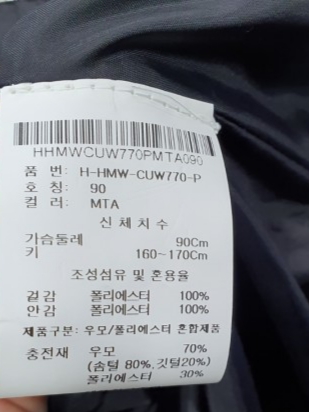 HHMWCUW770PMTA090
품 번: H-HMW-CUW770-P
호 칭: 90
컬 러: MTA
신 체 치 수
가슴둘레 90Cm
키 160~170Cm
조성섬유 및 혼용율
겉 감 폴리에스터 100%
안 감 폴리에스터 100%
제품구분: 우모/폴리에스터 혼합제품
충전재 우모 70%
(솜털 80%,깃털20%)
폴리에스터 30%